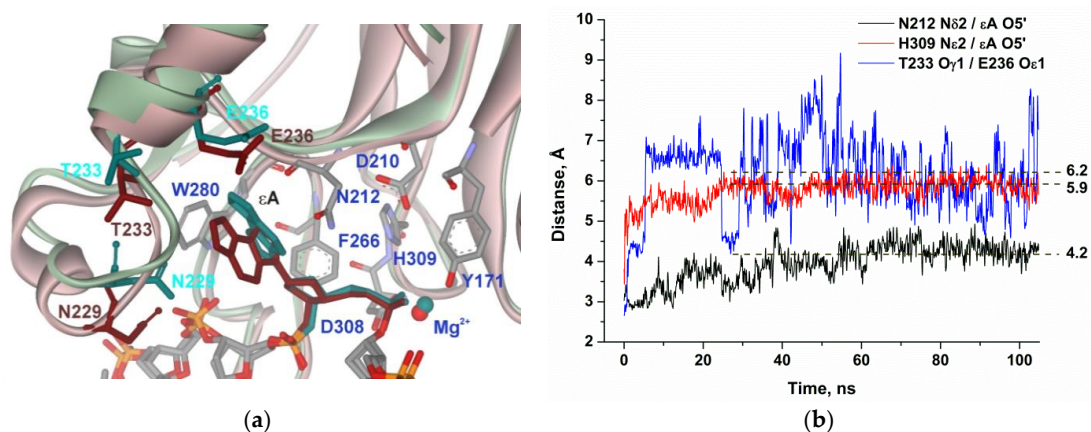 E236
E236
T233
D210
W280
εA
N212
T233
F266
H309
N229
Y171
N229
D308
Mg2+
(a)
N212 Nδ2 / εA O5'
H309 Nε2 / εA O5'
T233 Oγ1 / E236 Oε1
Distanse, Å
10
9
8
7
6
5
4
3
2
6.2
5.9
4.2
0
20
40
60
80
100
Time, ns
(b)